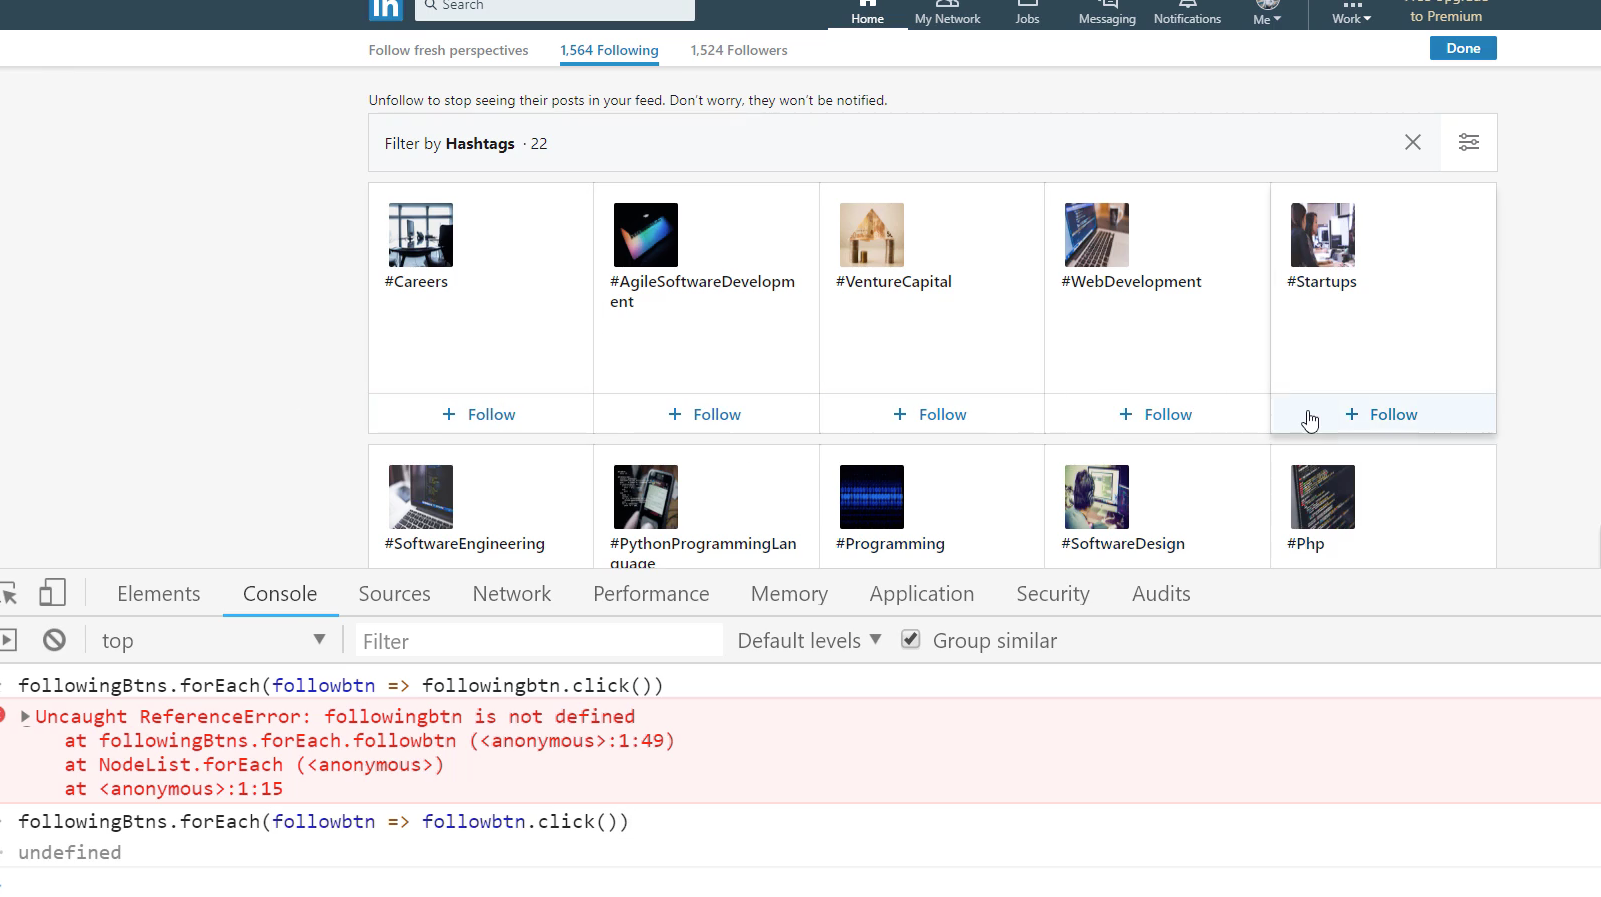 in
Search
Home
My Network
Jobs
Messaging
Notifications
Me
Work
to Premium
Follow fresh perspectives
1,564 Following
1,524 Followers
Done
Unfollow to stop seeing their posts in your feed. Don't worry, they won't be notified.
Filter by Hashtags · 22
#Careers
#AgileSoftwareDevelopm
ent
#VentureCapital
#WebDevelopment
#Startups
+ Follow
+ Follow
+ Follow
+ Follow
+ Follow
#SoftwareEngineering
#PythonProgrammingLan
guage
#Programming
#SoftwareDesign
#Php
Elements
Console
Sources
Network
Performance
Memory
Application
Security
Audits
top
Filter
Default levels
Group similar
followingBtns.forEach(followbtn => followingbtn.click())
Uncaught ReferenceError: followingbtn is not defined
at followingBtns.forEach.followbtn (<anonymous>:1:49)
at NodeList.forEach (<anonymous>)
at <anonymous>:1:15
followingBtns.forEach(followbtn => followbtn.click())
undefined